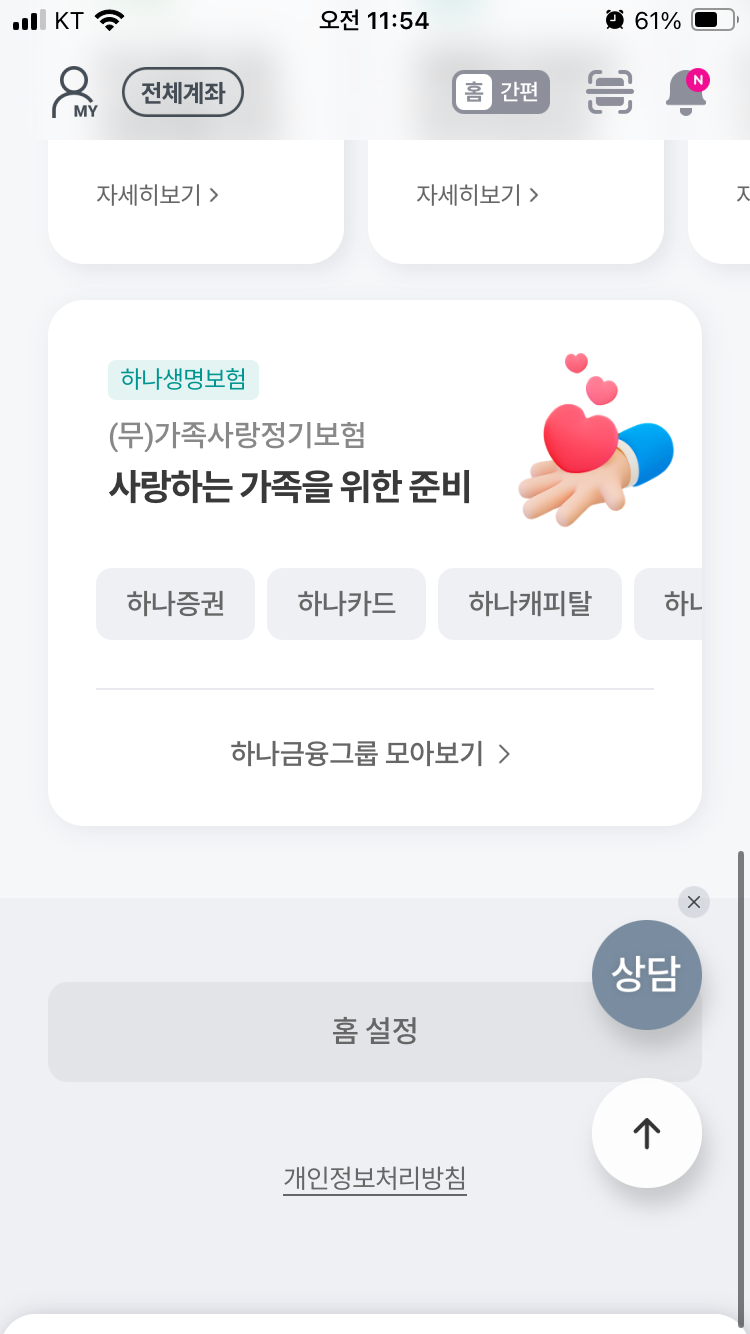 KT 오전 11:54 61%
MY 전체계좌 홈 간편 N
자세히보기 자세히보기
하나생명보험
(무)가족사랑정기보험
사랑하는 가족을 위한 준비
하나증권 하나카드 하나캐피탈
하나금융그룹 모아보기
상담
홈 설정
개인정보처리방침